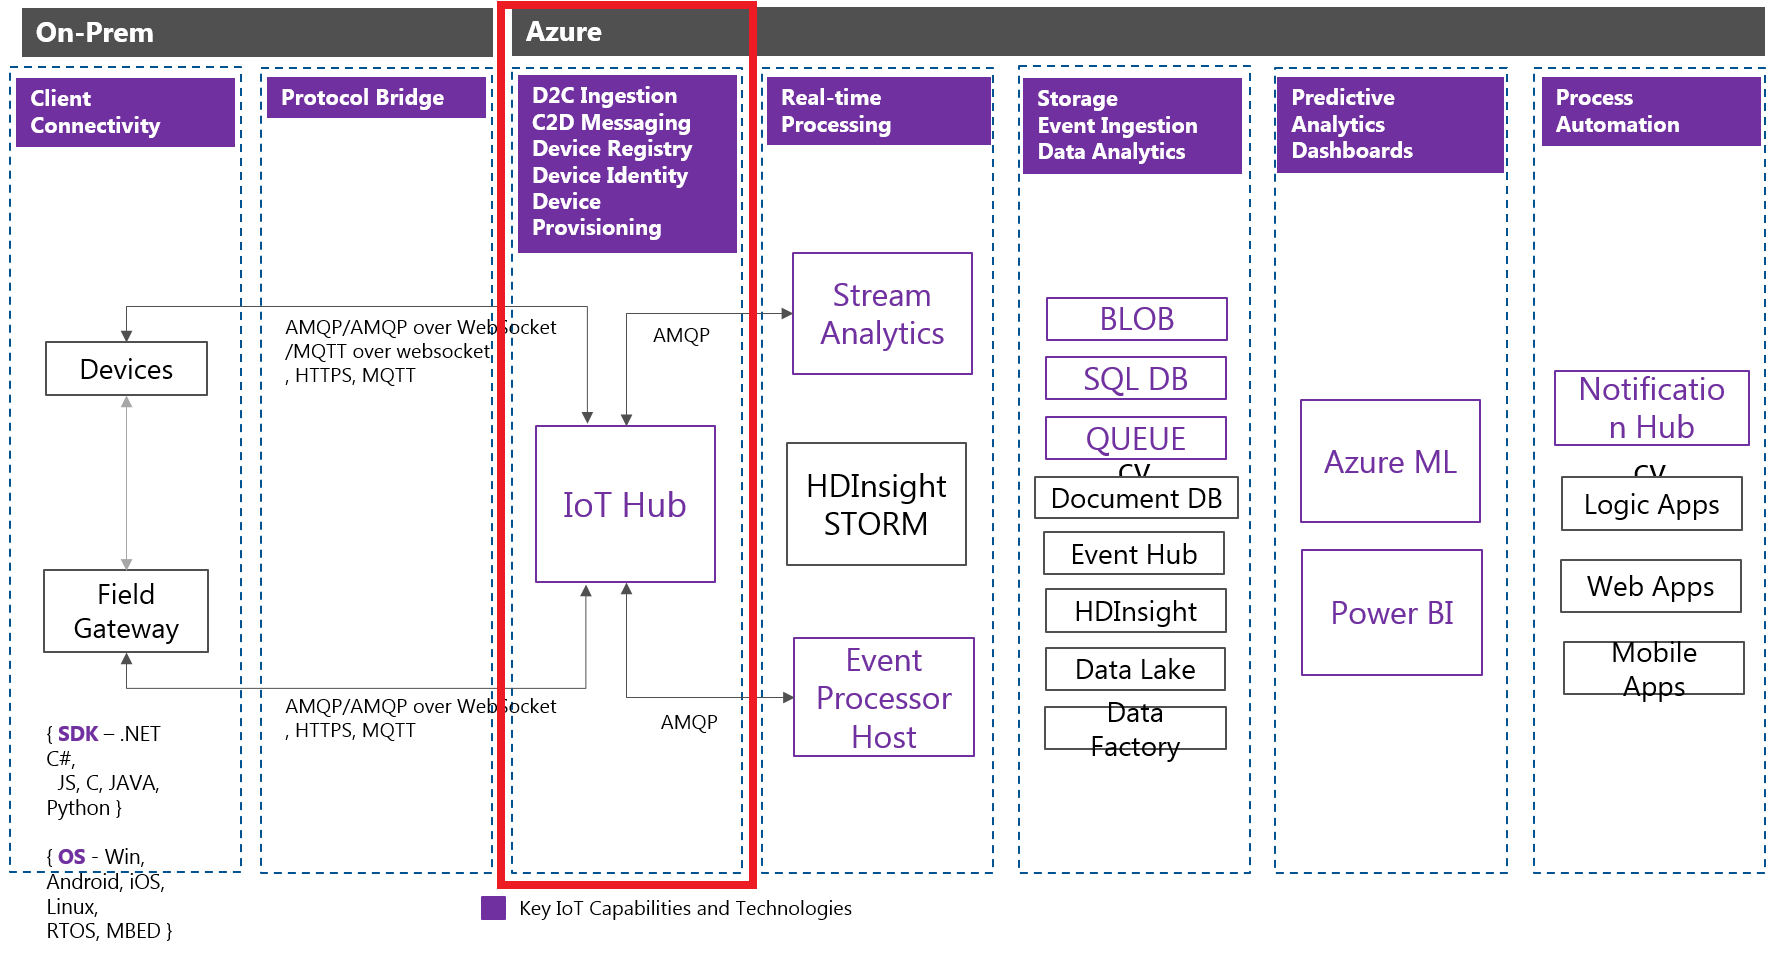 On-Prem
Azure
Client
Connectivity
Protocol Bridge
D2C Ingestion
C2D Messaging
Device Registry
Device Identity
Device
Provisioning
Real-time
Processing
Storage
Event Ingestion
Data Analytics
Predictive
Analytics
Dashboards
Process
Automation
Devices
Field
Gateway
{ SDK – .NET
C#,
JS, C, JAVA,
Python }
{ OS - Win,
Android, iOS,
Linux,
RTOS, MBED }
AMQP/AMQP over WebSocket
/MQTT over websocket
, HTTPS, MQTT
AMQP/AMQP over WebSocket
, HTTPS, MQTT
IoT Hub
AMQP
AMQP
Stream
Analytics
HDInsight
STORM
Event
Processor
Host
BLOB
SQL DB
QUEUE
Document DB
Event Hub
HDInsight
Data Lake
Data
Factory
Azure ML
Power BI
Notificatio
n Hub
Logic Apps
Web Apps
Mobile
Apps
Key IoT Capabilities and Technologies